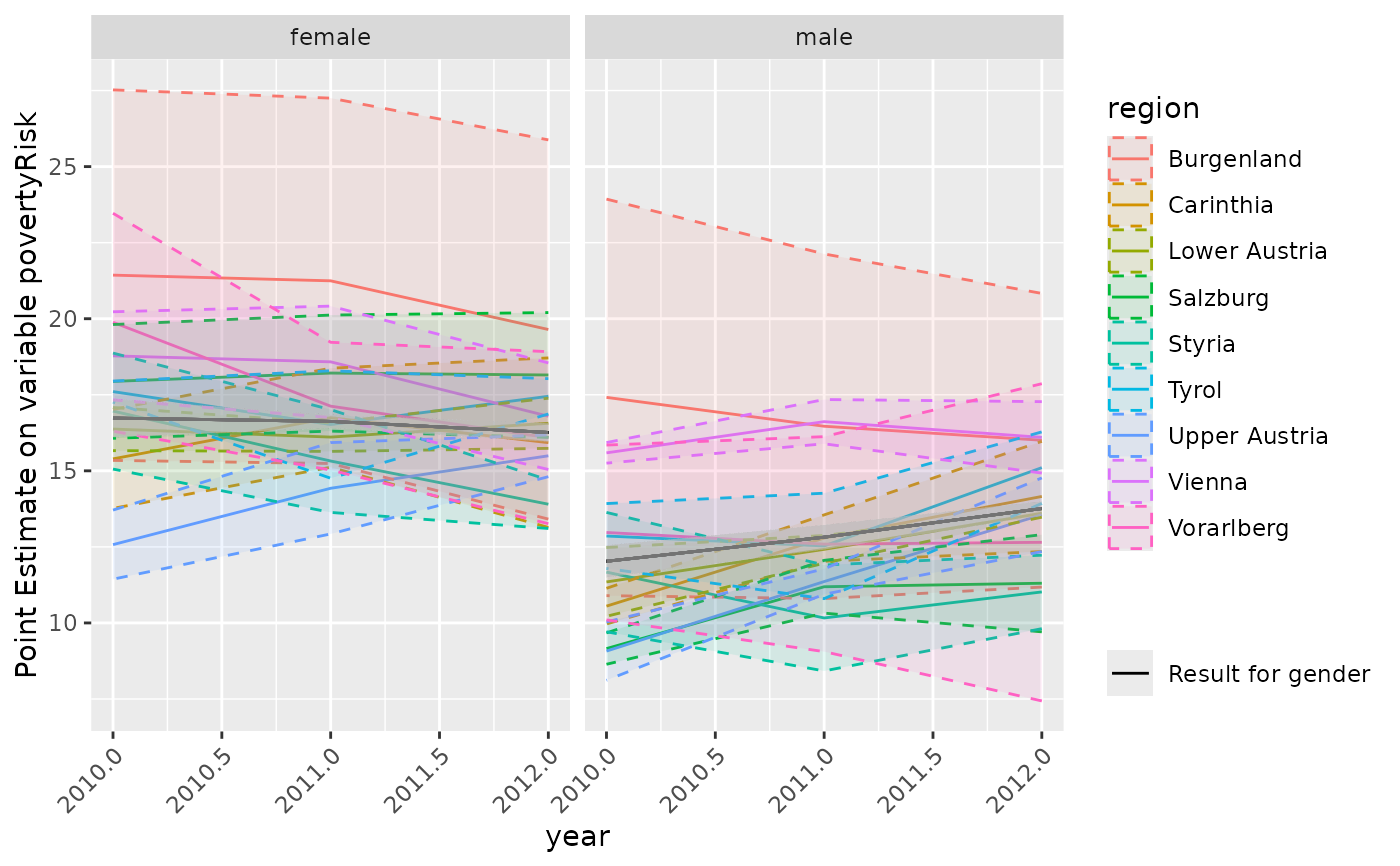 female
male
Point Estimate on variable povertyRisk
25
20
15
10
2010.0
2010.5
2011.0
2011.5
2012.0
2010.0
2010.5
2011.0
2011.5
2012.0
year
region
Burgenland
Carinthia
Lower Austria
Salzburg
Styria
Tyrol
Upper Austria
Vienna
Vorarlberg
Result for gender